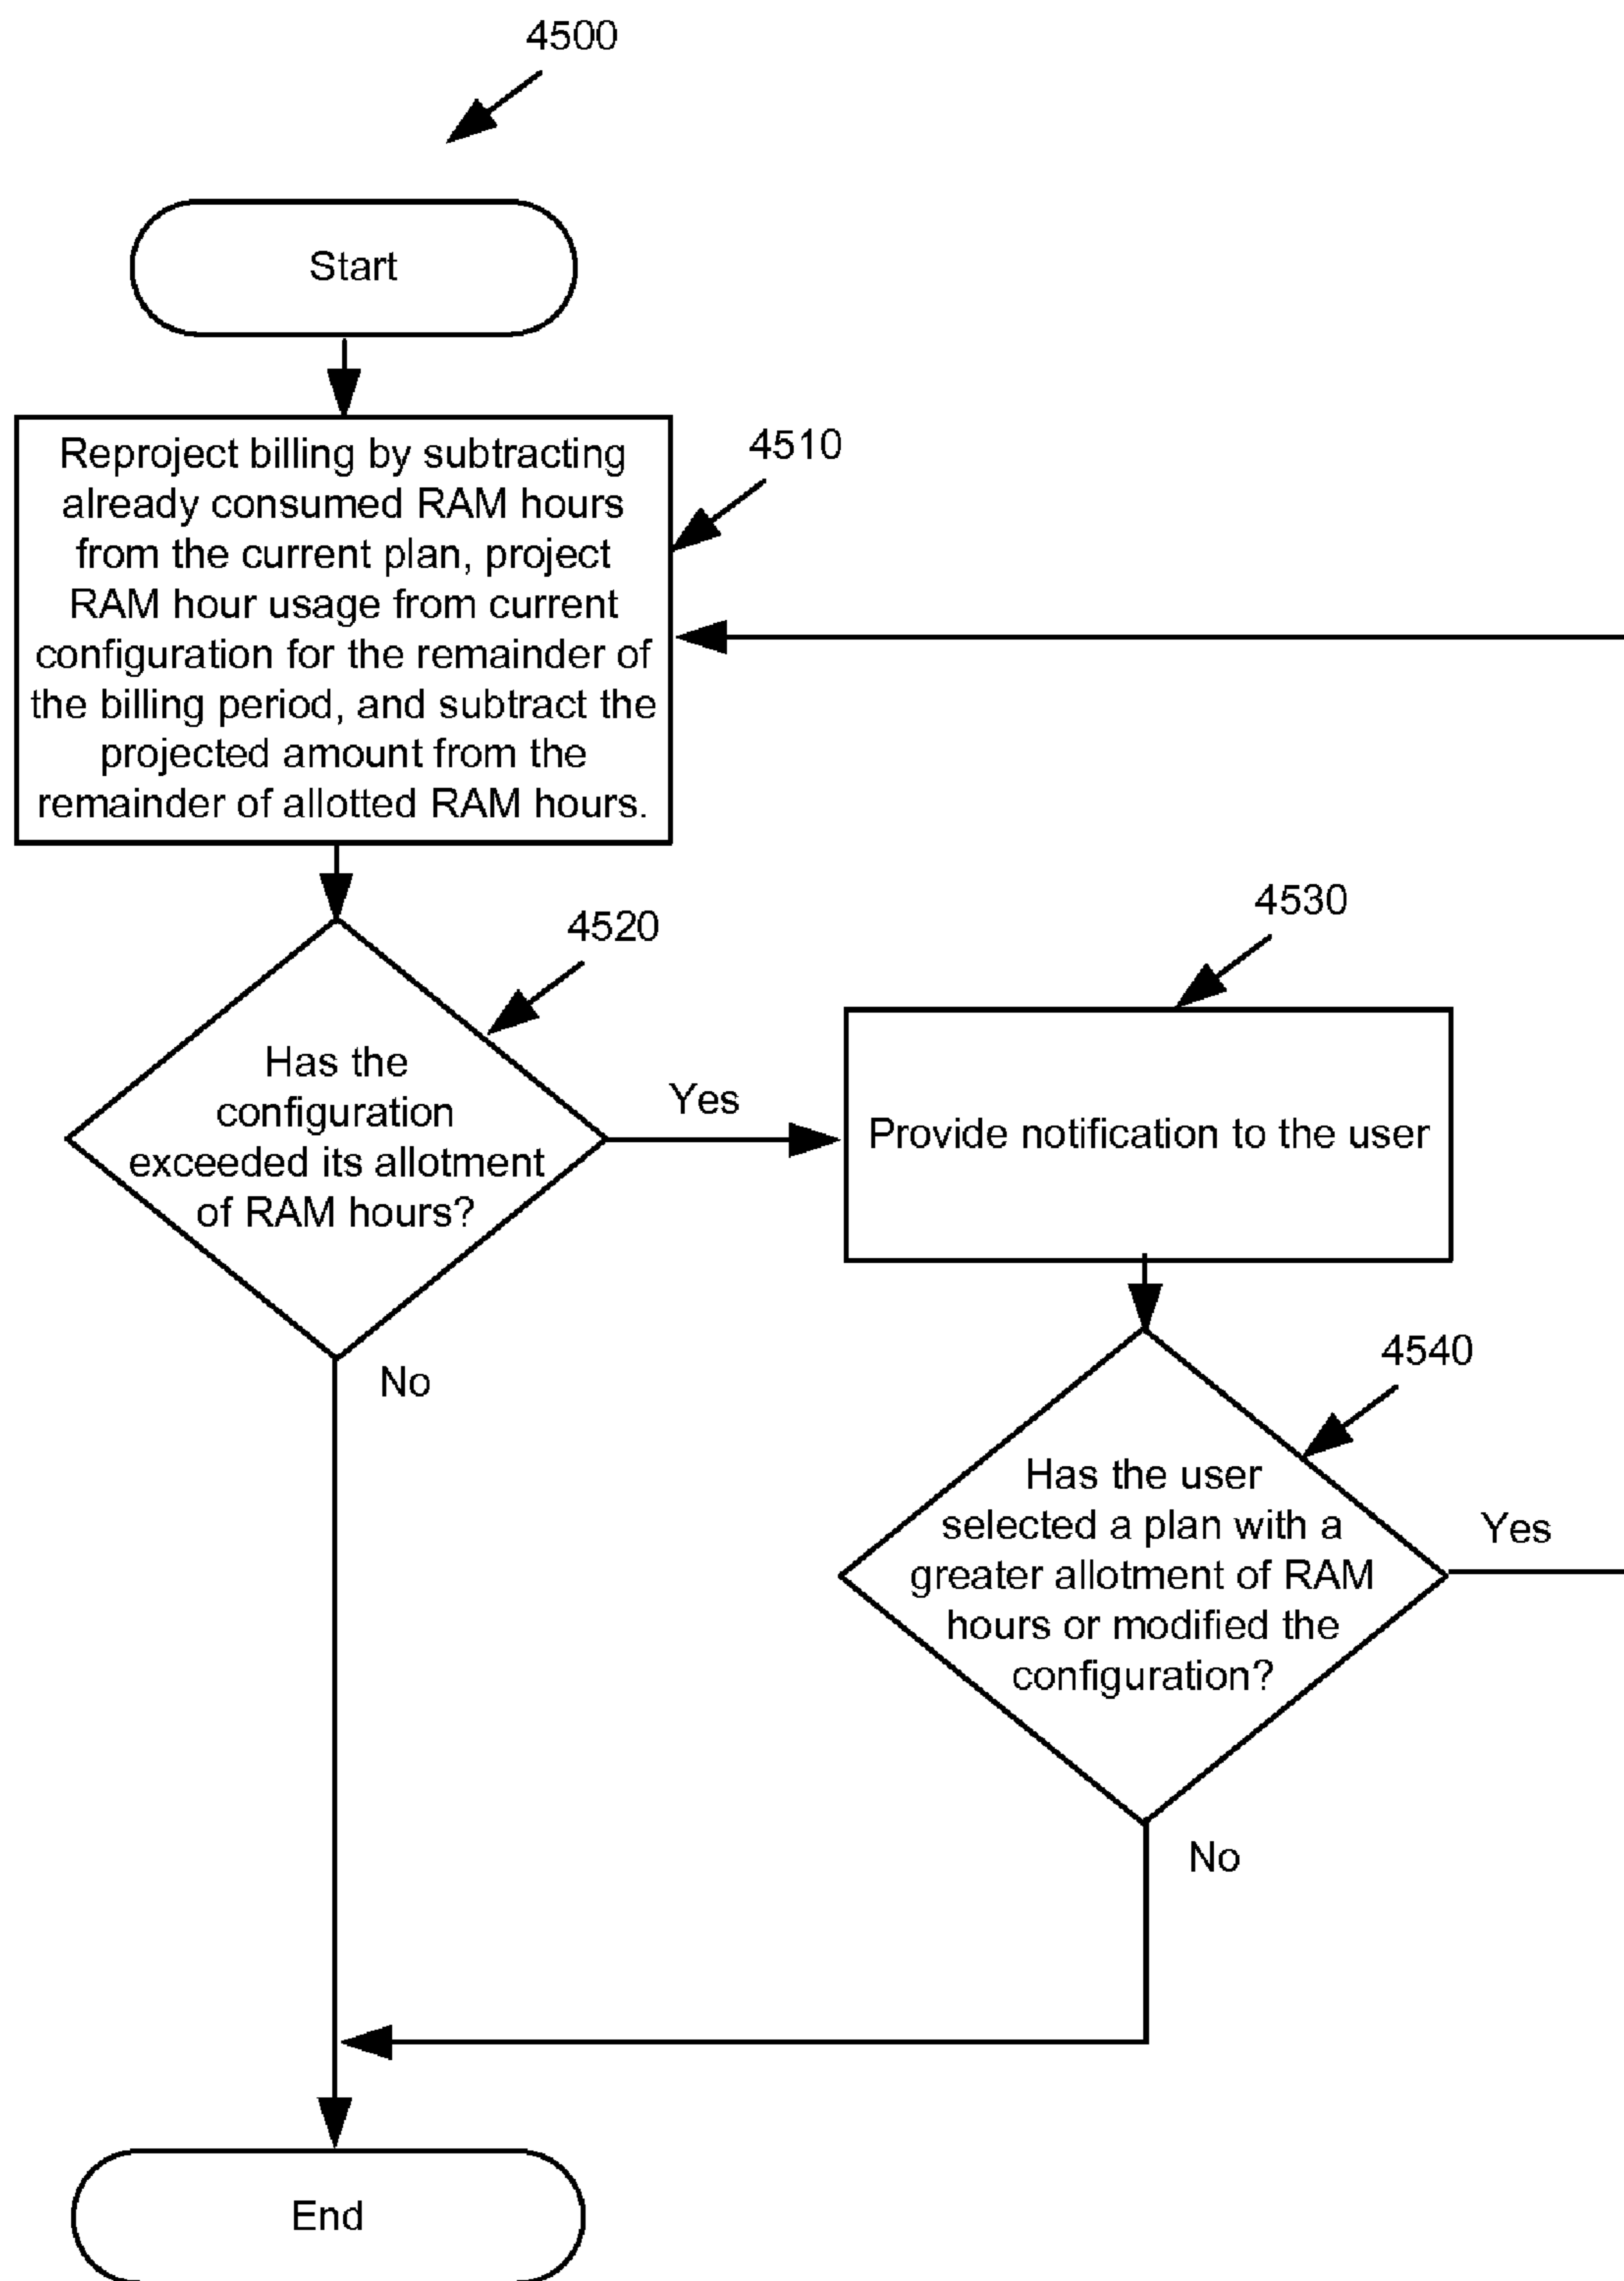 4500
Start
4510
Reproject billing by subtracting
already consumed RAM hours
from the current plan, project
RAM hour usage from current
configuration for the remainder of
the billing period, and subtract the
projected amount from the
remainder of allotted RAM hours.
4520
Has the
configuration
exceeded its allotment
of RAM hours?
Yes
No
4530
Provide notification to the user
4540
Has the user
selected a plan with a
greater allotment of RAM
hours or modified the
configuration?
Yes
No
End